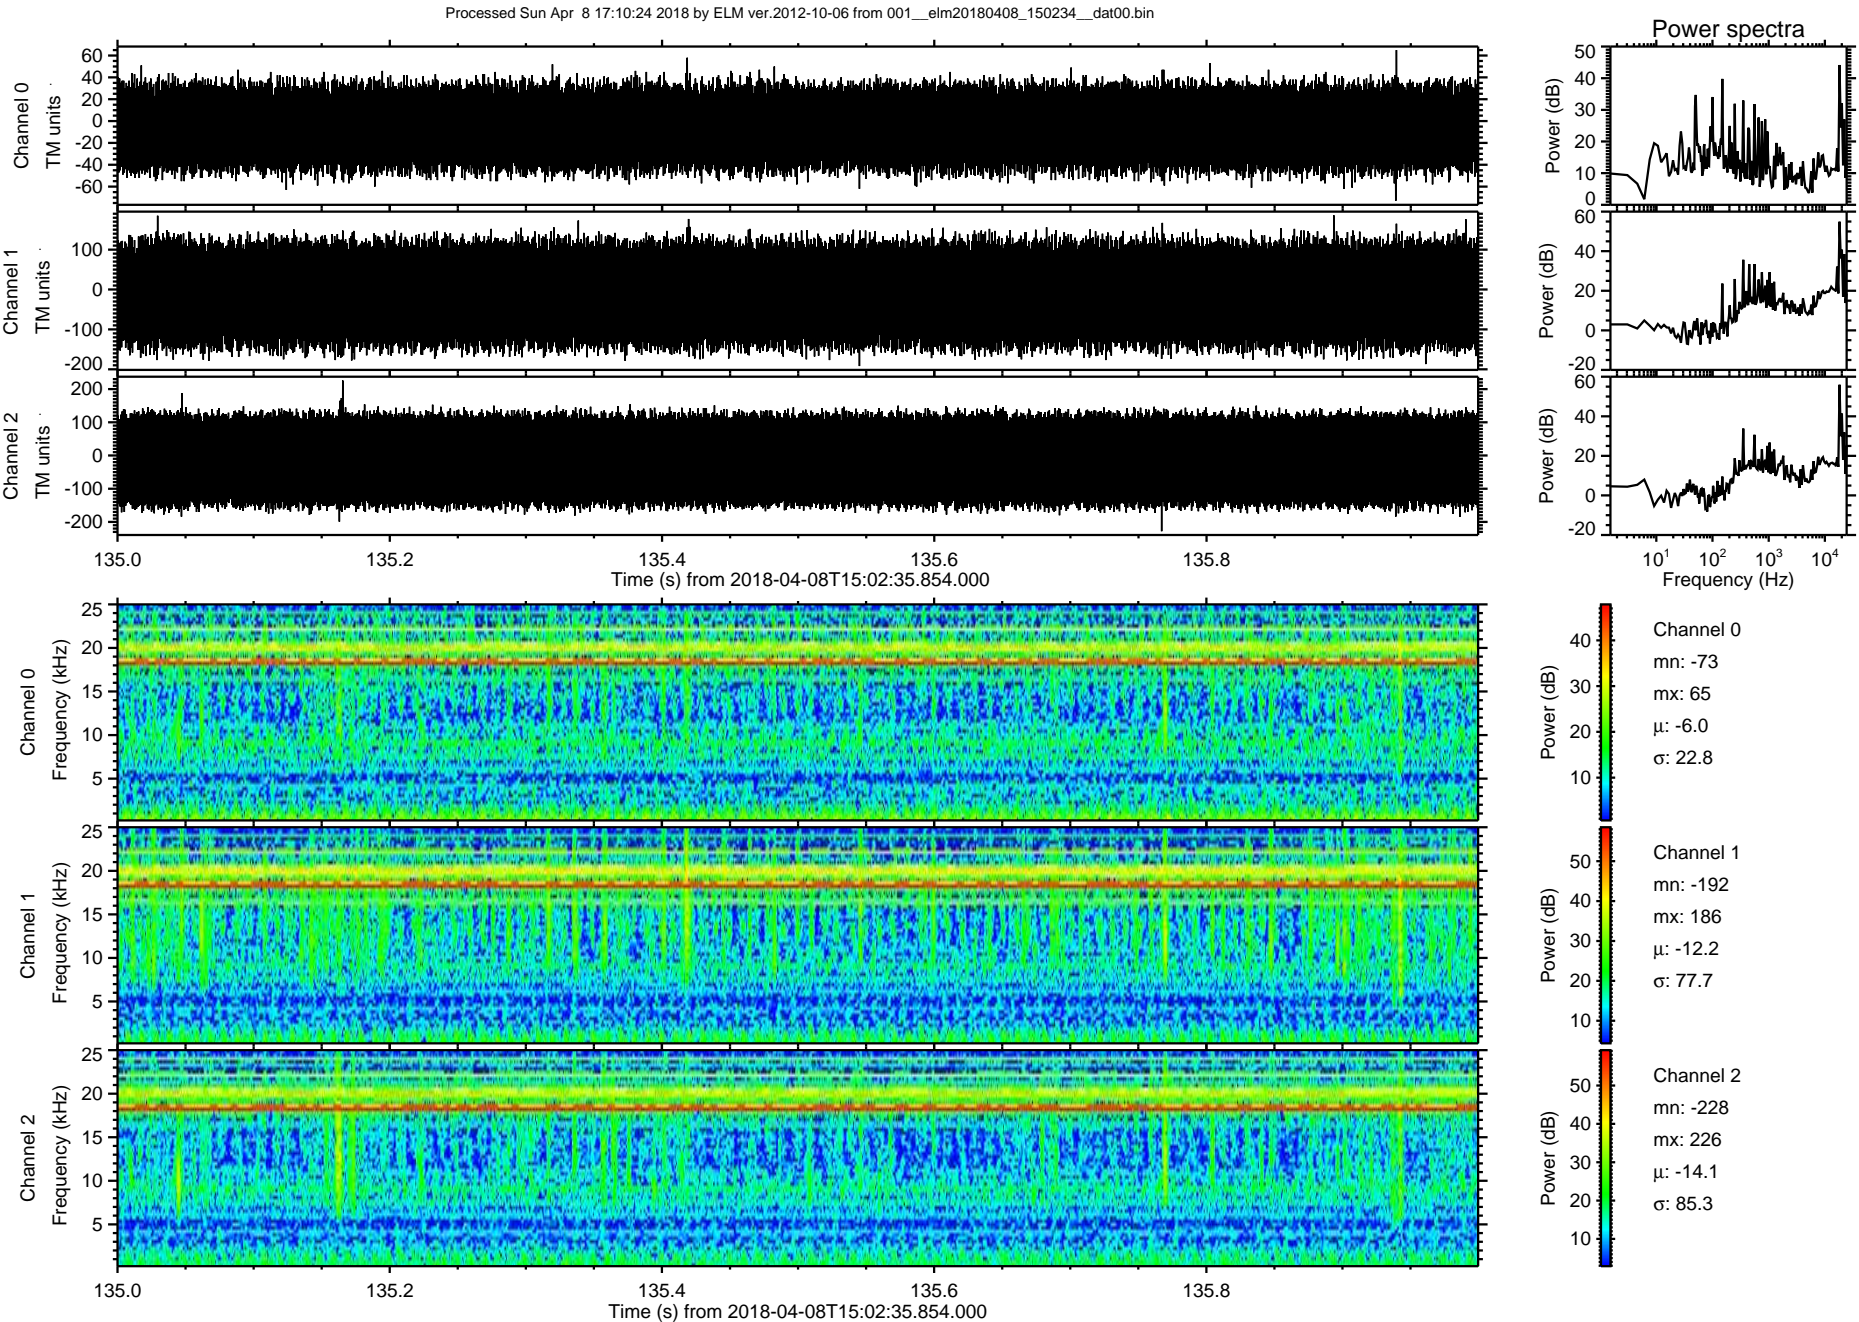 Processed Sun Apr  8 17:10:24 2018 by ELM ver.2012-10-06 from 001__elm20180408_150234__dat00.bin
Power spectra
Channel 0
TM units
60
40
20
0
-20
-40
-60
Power (dB)
50
40
30
20
10
0
Channel 1
TM units
100
0
-100
-200
Power (dB)
60
40
20
0
-20
Channel 2
TM units
200
100
0
-100
-200
Power (dB)
60
40
20
0
-20
135.0 135.2 135.4 135.6 135.8
Time (s) from 2018-04-08T15:02:35.854.000
10¹ 10² 10³ 10⁴
Frequency (Hz)
Channel 0
Frequency (kHz)
25
20
15
10
5
Power (dB)
40
30
20
10
Channel 0
mn: -73
mx: 65
µ: -6.0
σ: 22.8
Channel 1
Frequency (kHz)
25
20
15
10
5
Power (dB)
50
40
30
20
10
Channel 1
mn: -192
mx: 186
µ: -12.2
σ: 77.7
Channel 2
Frequency (kHz)
25
20
15
10
5
Power (dB)
50
40
30
20
10
Channel 2
mn: -228
mx: 226
µ: -14.1
σ: 85.3
135.0 135.2 135.4 135.6 135.8
Time (s) from 2018-04-08T15:02:35.854.000